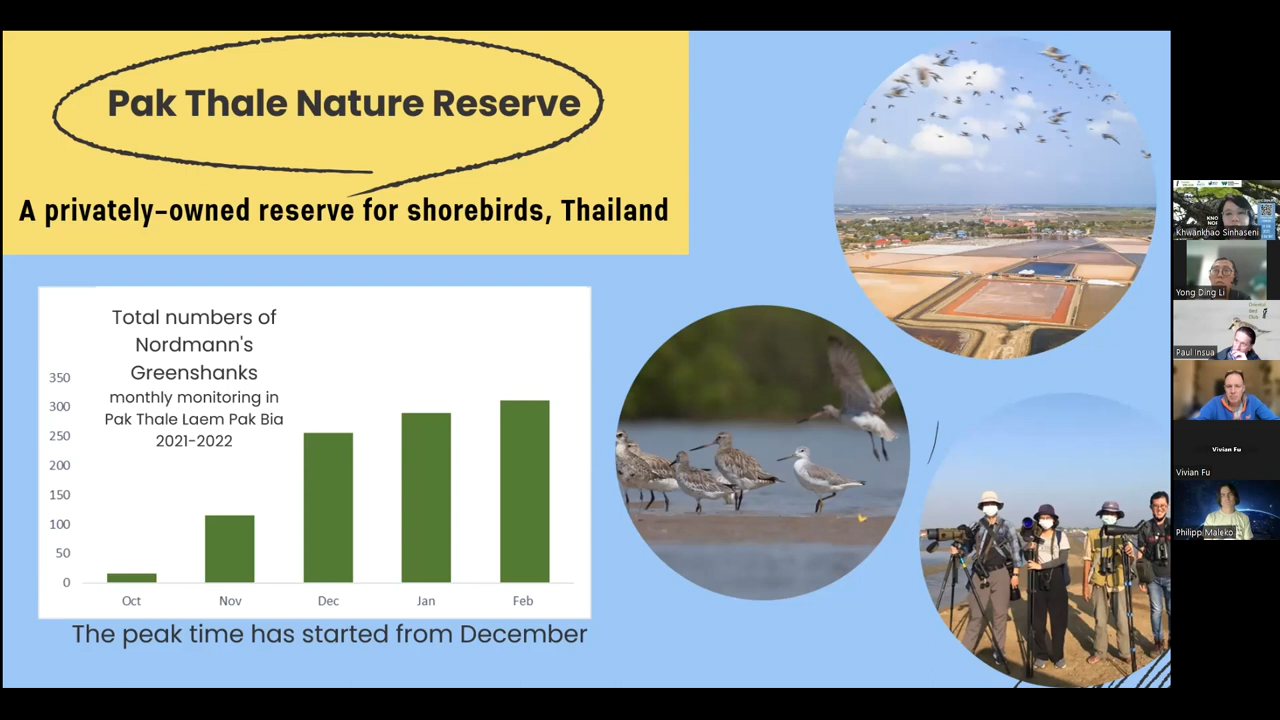 Pak Thale Nature Reserve
A privately-owned reserve for shorebirds, Thailand
Total numbers of
Nordmann's
Greenshanks
monthly monitoring in
Pak Thale Laem Pak Bia
2021-2022
350
300
250
200
150
100
50
0
Oct Nov Dec Jan Feb
The peak time has started from December
Khwankhao Sinhaseni
Yong Ding Li
Oriental
Bird
Club
Paul Insua
Vivian Fu
Vivian Fu
Philipp Maleko